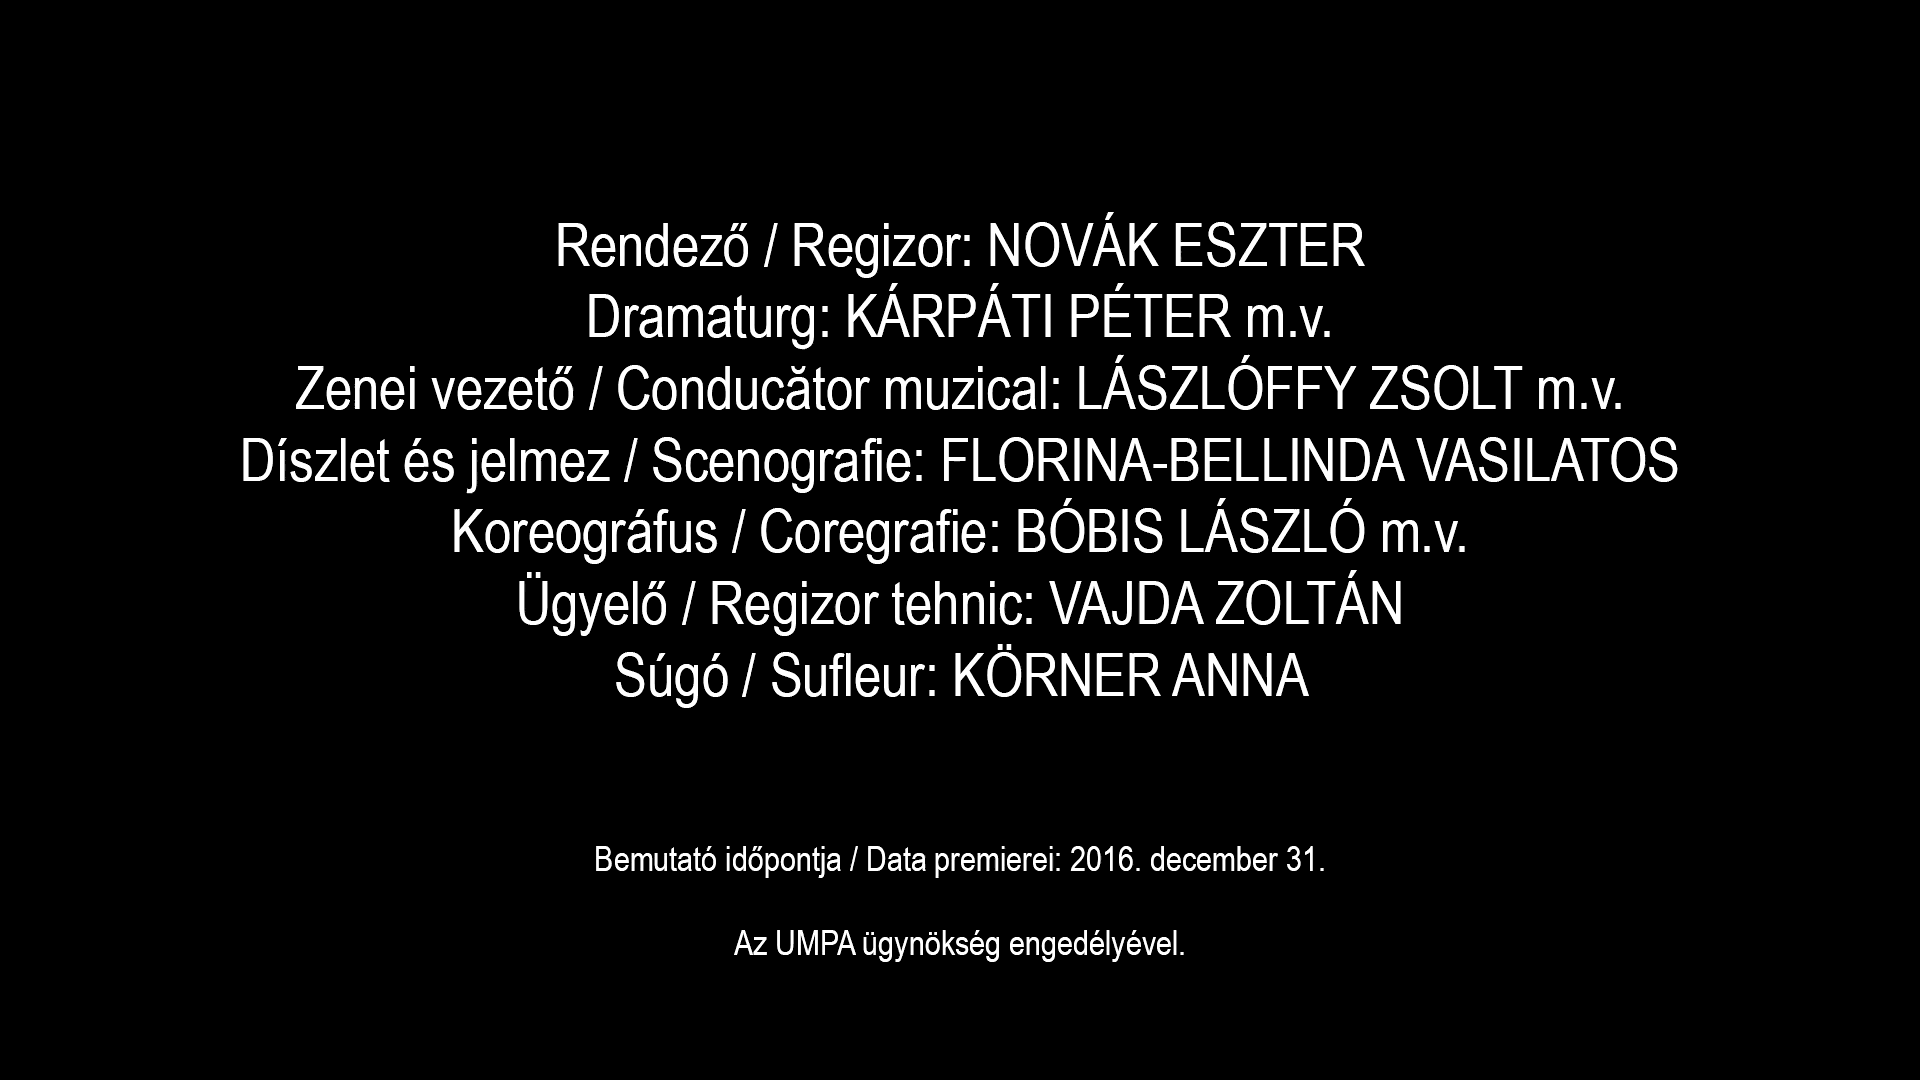 Rendező / Regizor: NOVÁK ESZTER
Dramaturg: KÁRPÁTI PÉTER m.v.
Zenei vezető / Conducător muzical: LÁSZLÓFFY ZSOLT m.v.
Díszlet és jelmez / Scenografie: FLORINA-BELLINDA VASILATOS
Koreográfus / Coregrafie: BÓBIS LÁSZLÓ m.v.
Ügyelő / Regizor tehnic: VAJDA ZOLTÁN
Súgó / Sufleur: KÖRNER ANNA
Bemutató időpontja / Data premierei: 2016. december 31.
Az UMPA ügynökség engedélyével.